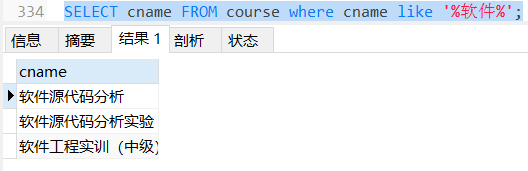 334 SELECT cname FROM course where cname like '%软件%';
信息 摘要 结果 1 剖析 状态
cname
软件源代码分析
软件源代码分析实验
软件工程实训（中级）